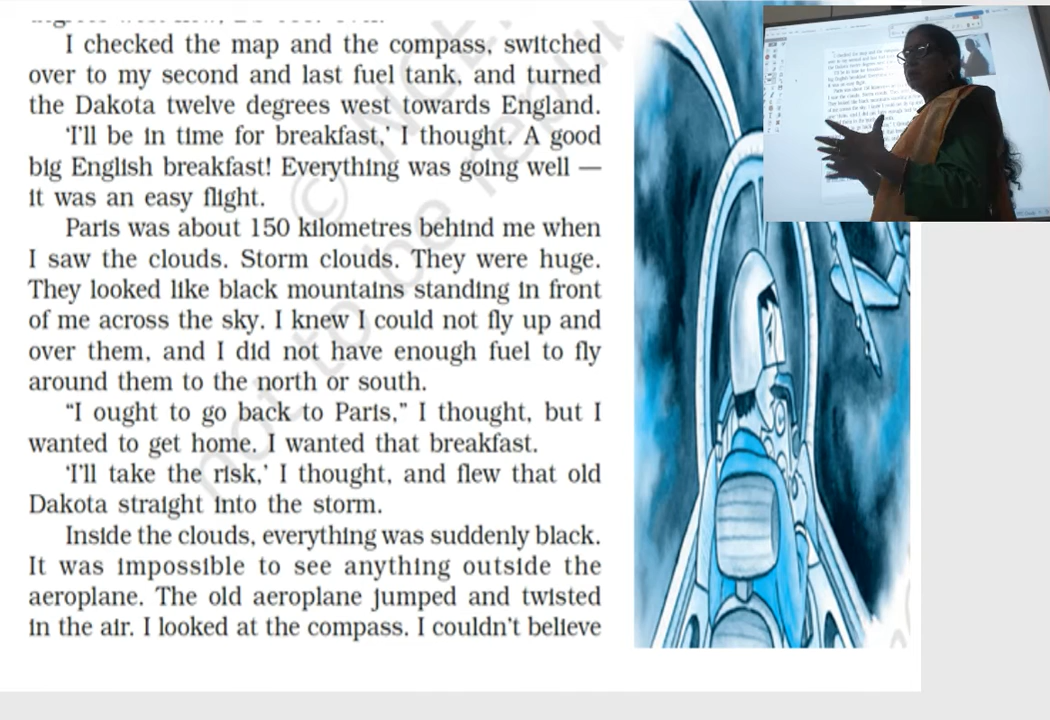 I checked the map and the compass, switched
over to my second and last fuel tank, and turned
the Dakota twelve degrees west towards England.
'I'll be in time for breakfast,' I thought. A good
big English breakfast! Everything was going well —
it was an easy flight.
Paris was about 150 kilometres behind me when
I saw the clouds. Storm clouds. They were huge.
They looked like black mountains standing in front
of me across the sky. I knew I could not fly up and
over them, and I did not have enough fuel to fly
around them to the north or south.
“I ought to go back to Paris,” I thought, but I
wanted to get home. I wanted that breakfast.
'I'll take the risk,' I thought, and flew that old
Dakota straight into the storm.
Inside the clouds, everything was suddenly black.
It was impossible to see anything outside the
aeroplane. The old aeroplane jumped and twisted
in the air. I looked at the compass. I couldn't believe
not to be